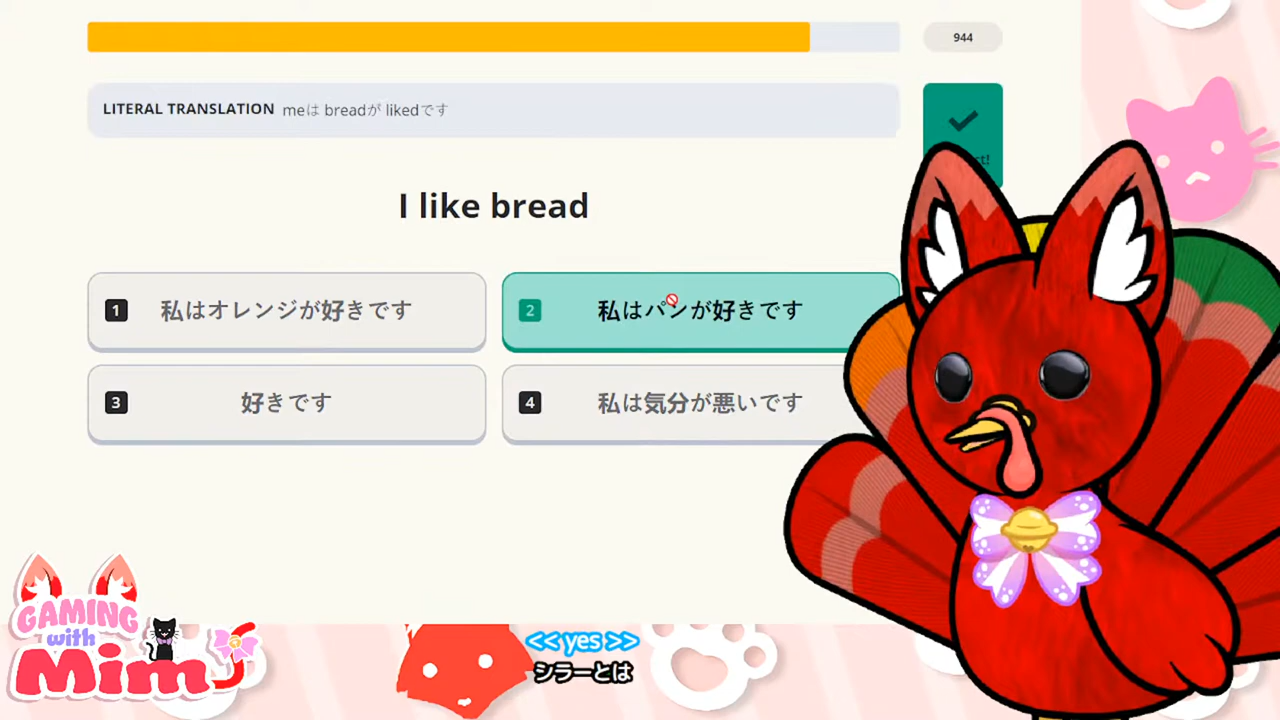 944
LITERAL TRANSLATION meは breadが likedです
I like bread
1 私はオレンジが好きです
2 私はパンが好きです
3 好きです
4 私は気分が悪いです
GAMING
with
Mim
<< yes >>
シラーとは